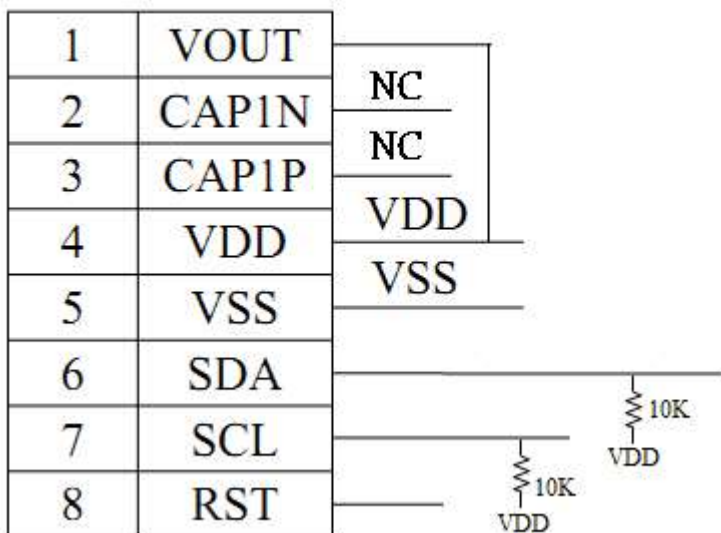 1 VOUT
NC
2 CAP1N
NC
3 CAP1P
VDD
4 VDD
VSS
5 VSS
6 SDA
10K
VDD
7 SCL
10K
VDD
8 RST